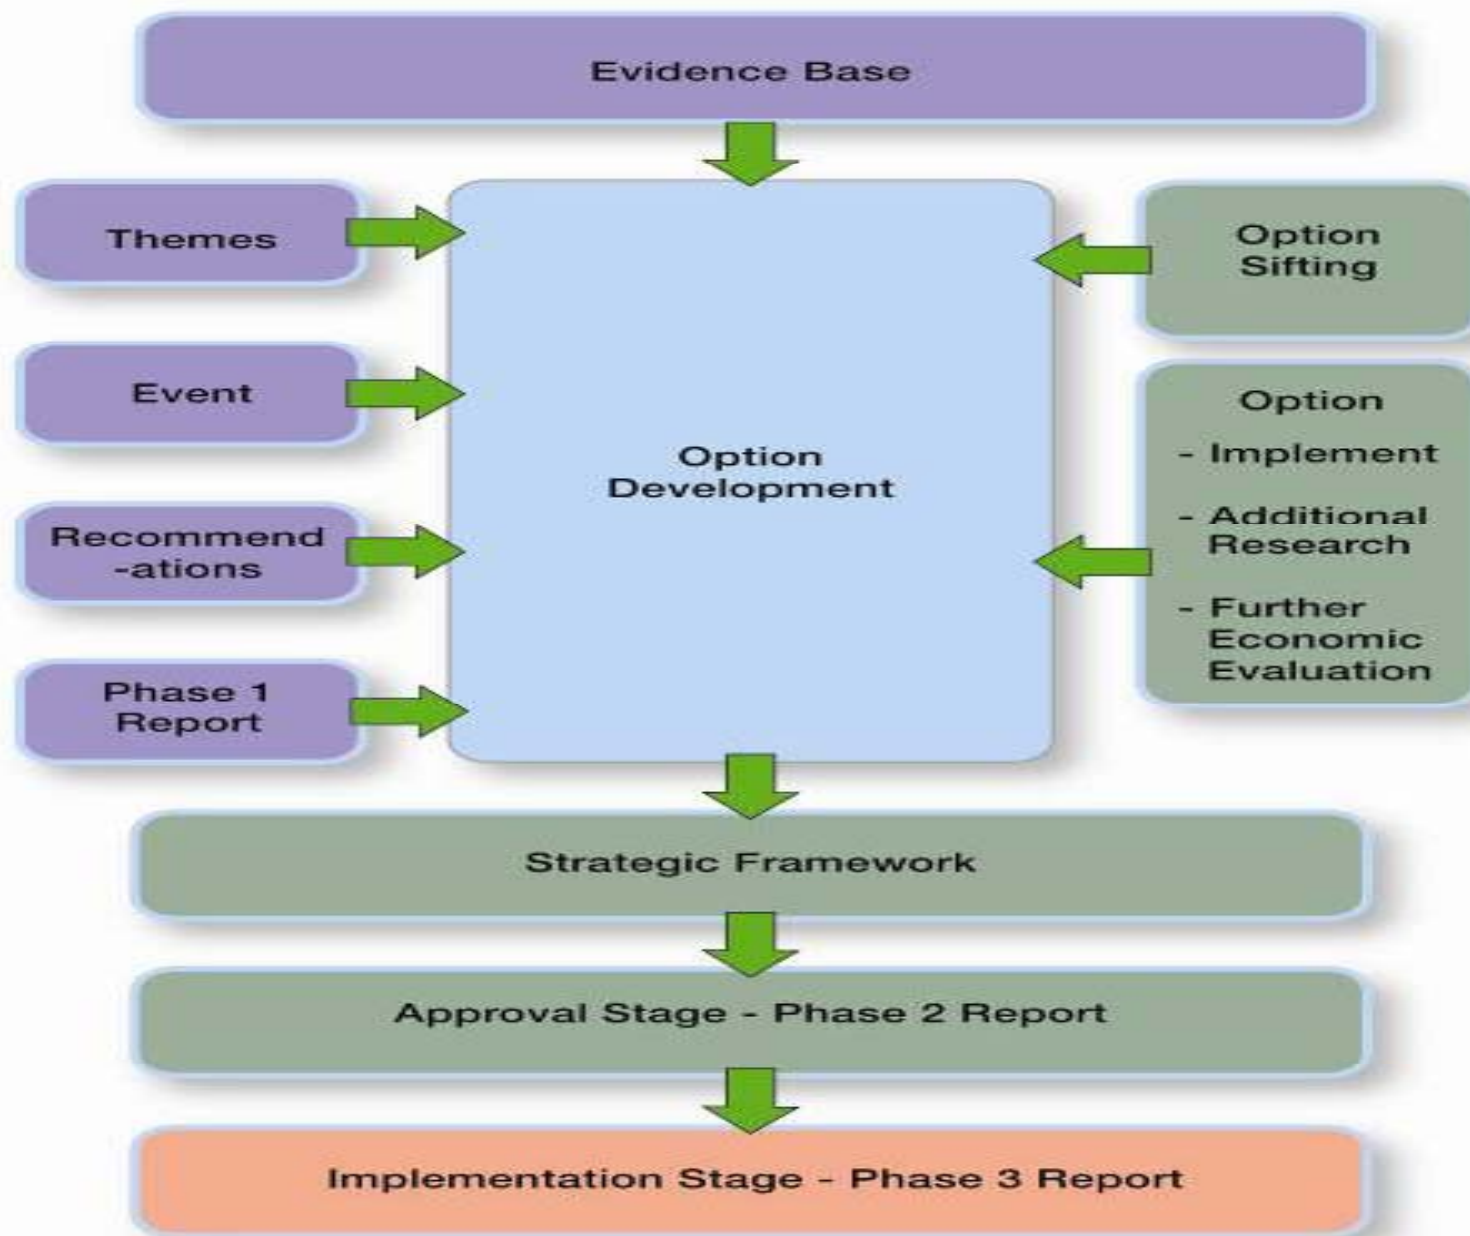 Evidence Base
Themes
Event
Recommend
-ations
Phase 1
Report
Option
Development
Option
Sifting
Option
- Implement
- Additional
Research
- Further
Economic
Evaluation
Strategic Framework
Approval Stage - Phase 2 Report
Implementation Stage - Phase 3 Report